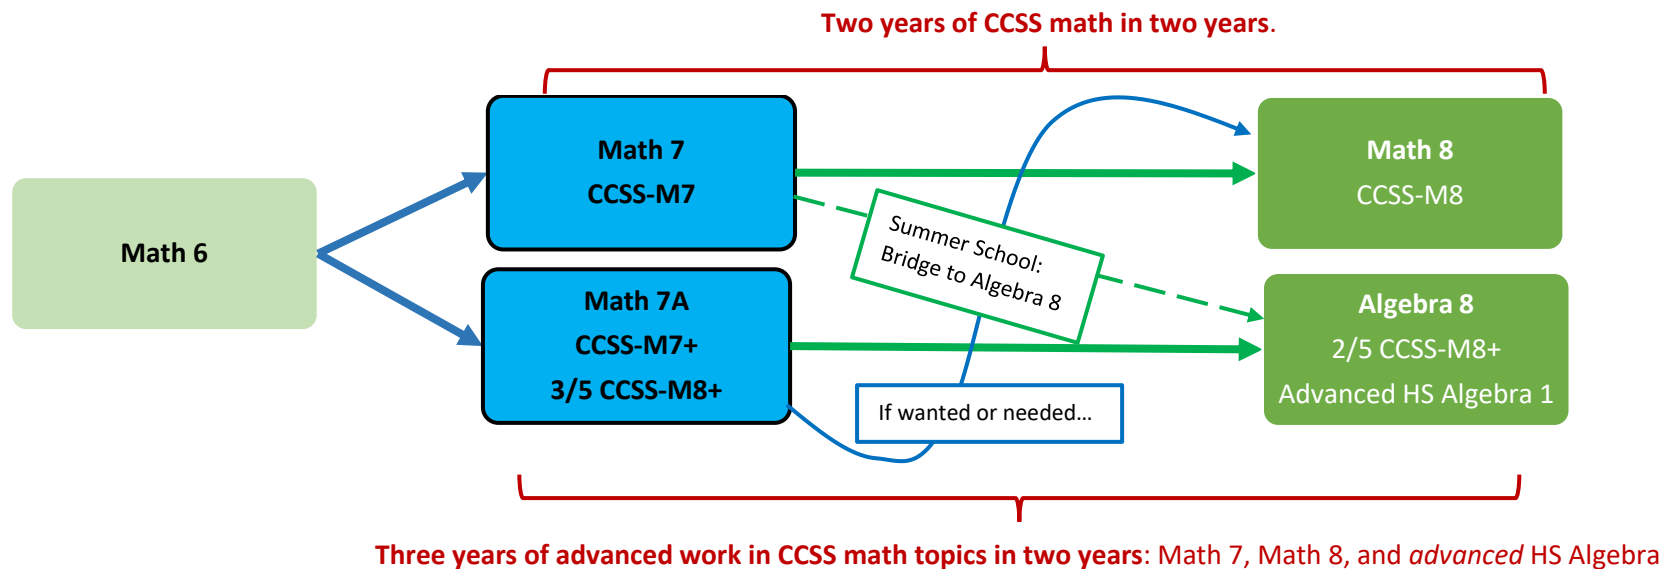 Two years of CCSS math in two years.
Math 6
Math 7
CCSS-M7
Math 8
CCSS-M8
Summer School:
Bridge to Algebra 8
Math 7A
CCSS-M7+
3/5 CCSS-M8+
Algebra 8
2/5 CCSS-M8+
Advanced HS Algebra 1
If wanted or needed…
Three years of advanced work in CCSS math topics in two years: Math 7, Math 8, and advanced HS Algebra